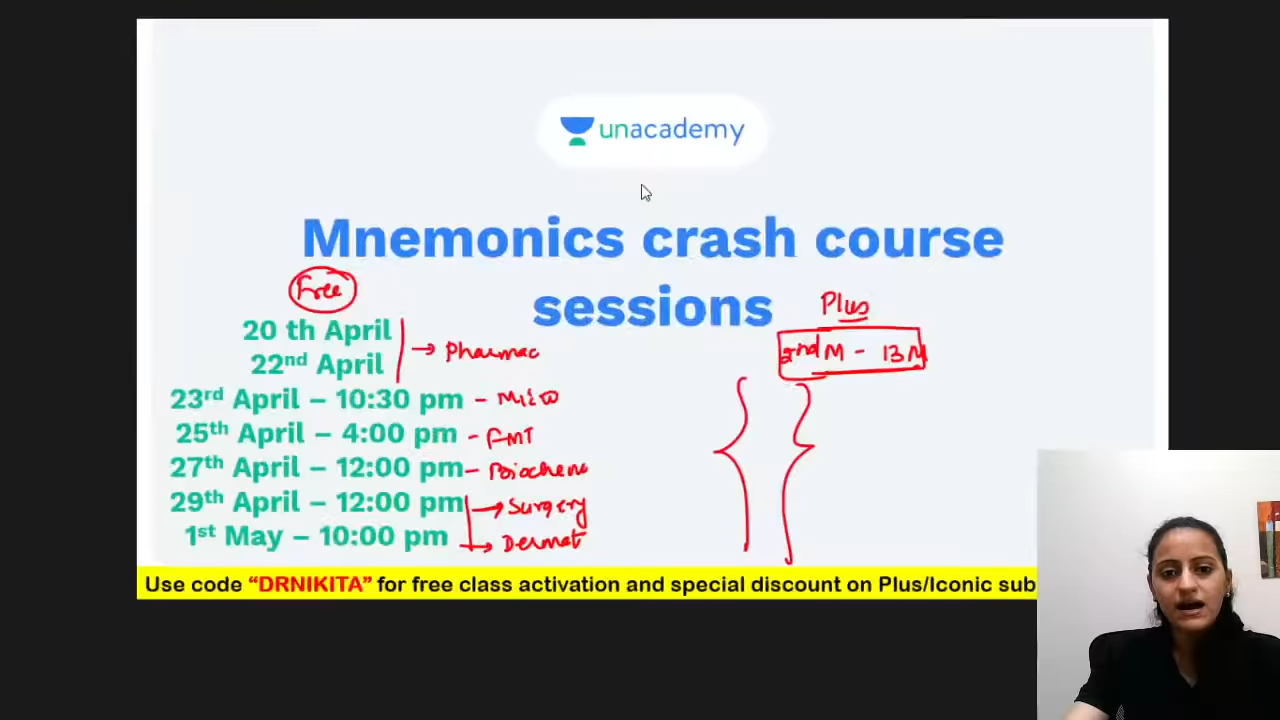 unacademy
Mnemonics crash course
sessions
Free
20 th April
22nd April
→ Pharmac
23rd April – 10:30 pm - Micro
25th April – 4:00 pm - FMT
27th April – 12:00 pm - Biochem
29th April – 12:00 pm → Surgery
1st May – 10:00 pm → Dermat
Plus
2nd M - 13 M
Use code “DRNIKITA” for free class activation and special discount on Plus/Iconic sub